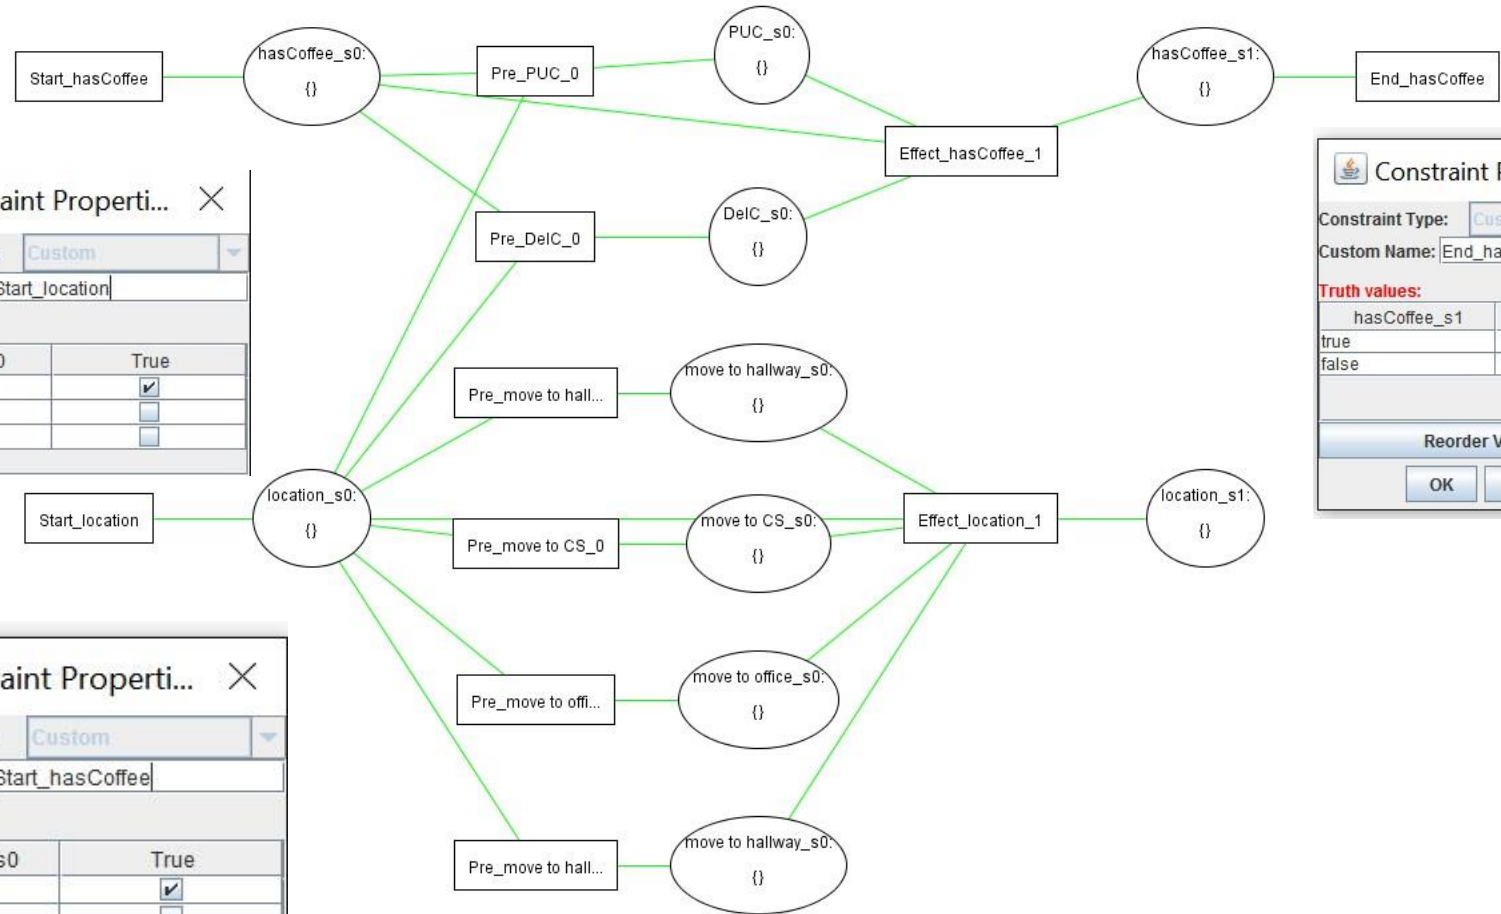 Start_hasCoffee
hasCoffee_s0:
{}
Pre_PUC_0
PUC_s0:
{}
Effect_hasCoffee_1
hasCoffee_s1:
{}
End_hasCoffee
aint Properti...
Custom
Start_location
0 True
Pre_DelC_0
DelC_s0:
{}
Constraint P
Constraint Type: Cus
Custom Name: End_ha
Truth values:
hasCoffee_s1
true
false
Reorder V
OK
Pre_move to hall...
move to hallway_s0:
{}
Start_location
location_s0:
{}
Pre_move to CS_0
move to CS_s0:
{}
Effect_location_1
location_s1:
{}
Pre_move to offi...
move to office_s0:
{}
aint Properti...
Custom
Start_hasCoffee
s0 True
Pre_move to hall...
move to hallway_s0:
{}